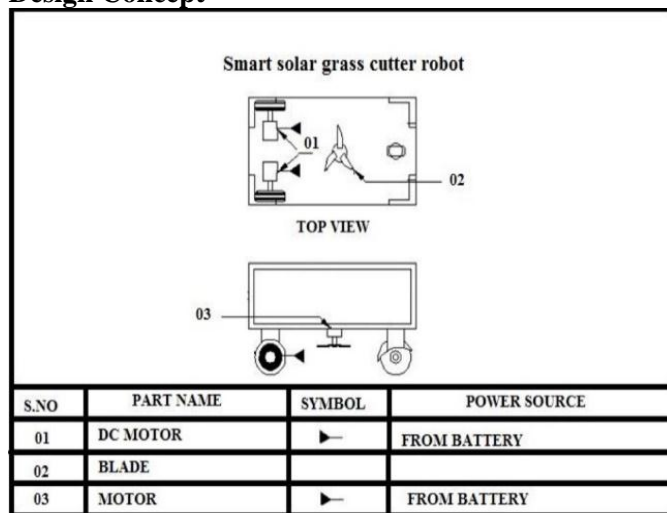 Design Concept
Smart solar grass cutter robot
01
02
TOP VIEW
03
S.NO PART NAME SYMBOL POWER SOURCE
01 DC MOTOR FROM BATTERY
02 BLADE
03 MOTOR FROM BATTERY